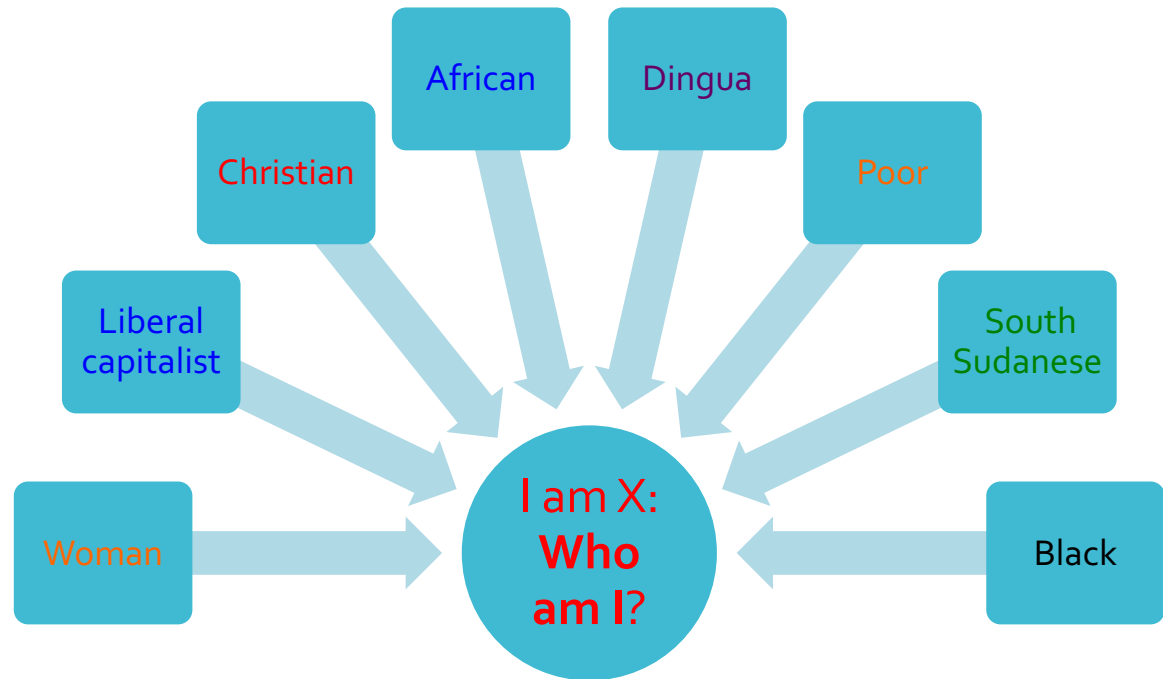 African
Dingua
Christian
Poor
Liberal
capitalist
South
Sudanese
Woman
I am X:
Who
am I?
Black